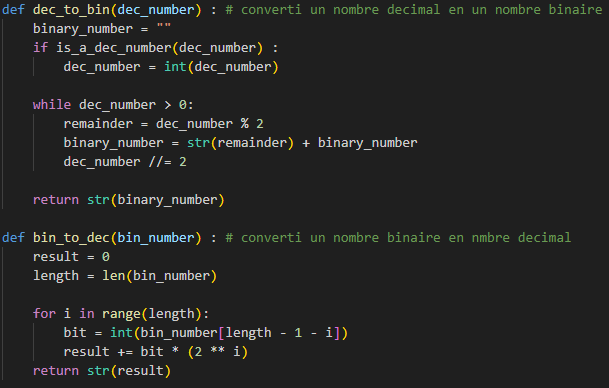 def dec_to_bin(dec_number) : # converti un nombre decimal en un nombre binaire
    binary_number = ""
    if is_a_dec_number(dec_number) :
        dec_number = int(dec_number)

    while dec_number > 0:
        remainder = dec_number % 2
        binary_number = str(remainder) + binary_number
        dec_number //= 2

    return str(binary_number)

def bin_to_dec(bin_number) : # converti un nombre binaire en nmbre decimal
    result = 0
    length = len(bin_number)

    for i in range(length):
        bit = int(bin_number[length - 1 - i])
        result += bit * (2 ** i)
    return str(result)